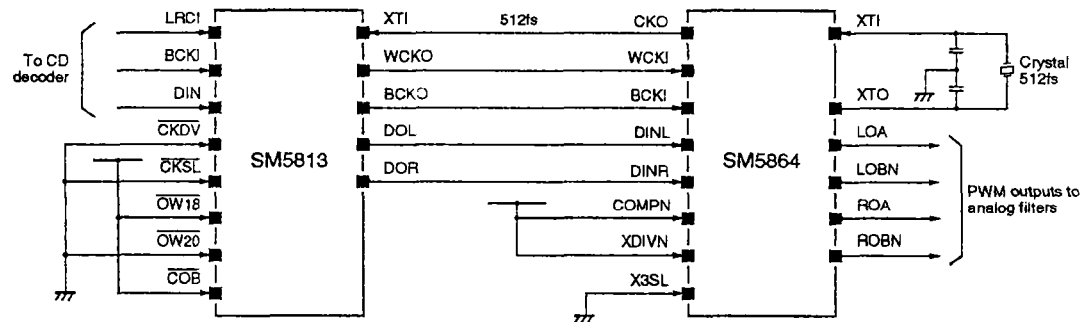 LRCI
XTI
512fs
CKO
XTI
To CD
decoder
BCKI
WCKO
WCKI
Crystal
512fs
DIN
BCKO
BCKI
XTO
CKDV
DOL
DINL
LOA
SM5813
SM5864
CKSL
DOR
DINR
LOBN
PWM outputs to
analog filters
OW18
COMPN
ROA
OW20
XDIVN
ROBN
COB
X3SL